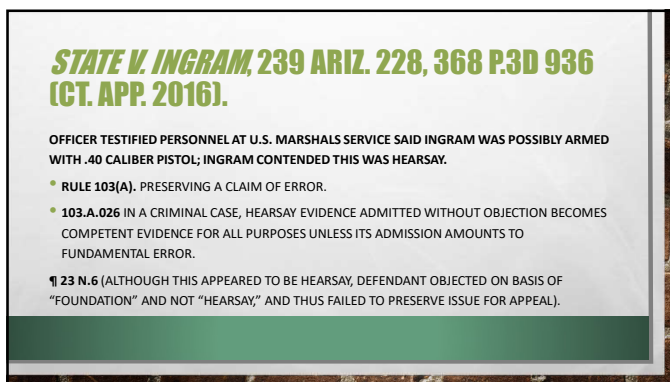 STATE V. INGRAM, 239 ARIZ. 228, 368 P.3D 936
(CT. APP. 2016).
OFFICER TESTIFIED PERSONNEL AT U.S. MARSHALS SERVICE SAID INGRAM WAS POSSIBLY ARMED
WITH .40 CALIBER PISTOL; INGRAM CONTENDED THIS WAS HEARSAY.
• RULE 103(A). PRESERVING A CLAIM OF ERROR.
• 103.A.026 IN A CRIMINAL CASE, HEARSAY EVIDENCE ADMITTED WITHOUT OBJECTION BECOMES
COMPETENT EVIDENCE FOR ALL PURPOSES UNLESS ITS ADMISSION AMOUNTS TO
FUNDAMENTAL ERROR.
¶ 23 N.6 (ALTHOUGH THIS APPEARED TO BE HEARSAY, DEFENDANT OBJECTED ON BASIS OF
“FOUNDATION” AND NOT “HEARSAY,” AND THUS FAILED TO PRESERVE ISSUE FOR APPEAL).